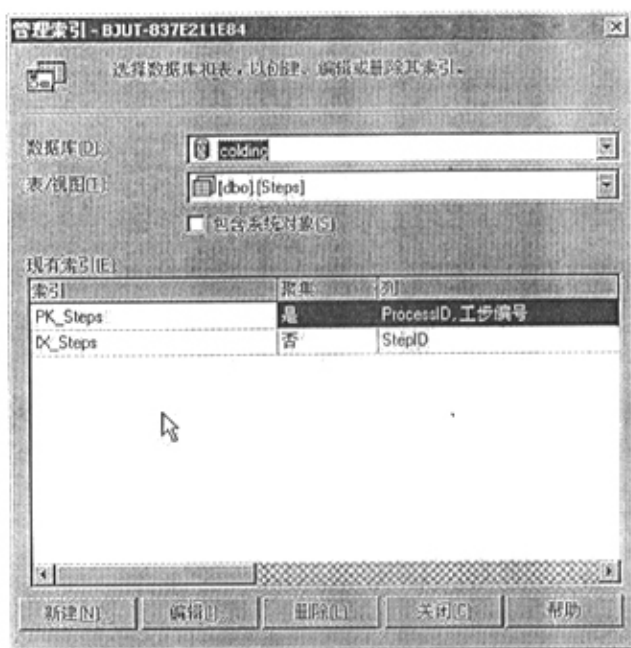 管理索引 - BJUT-837E211E84
选择数据库和表，以创建、编辑或删除其索引。
数据库(D):
colding
表/视图(T):
[dbo].[Steps]
包含系统对象(S)
现有索引(E):
索引 聚集 列
PK_Steps 是 ProcessID, 工步编号
IX_Steps 否 StepID
新建(N) 编辑(I) 删除(L) 关闭(C) 帮助